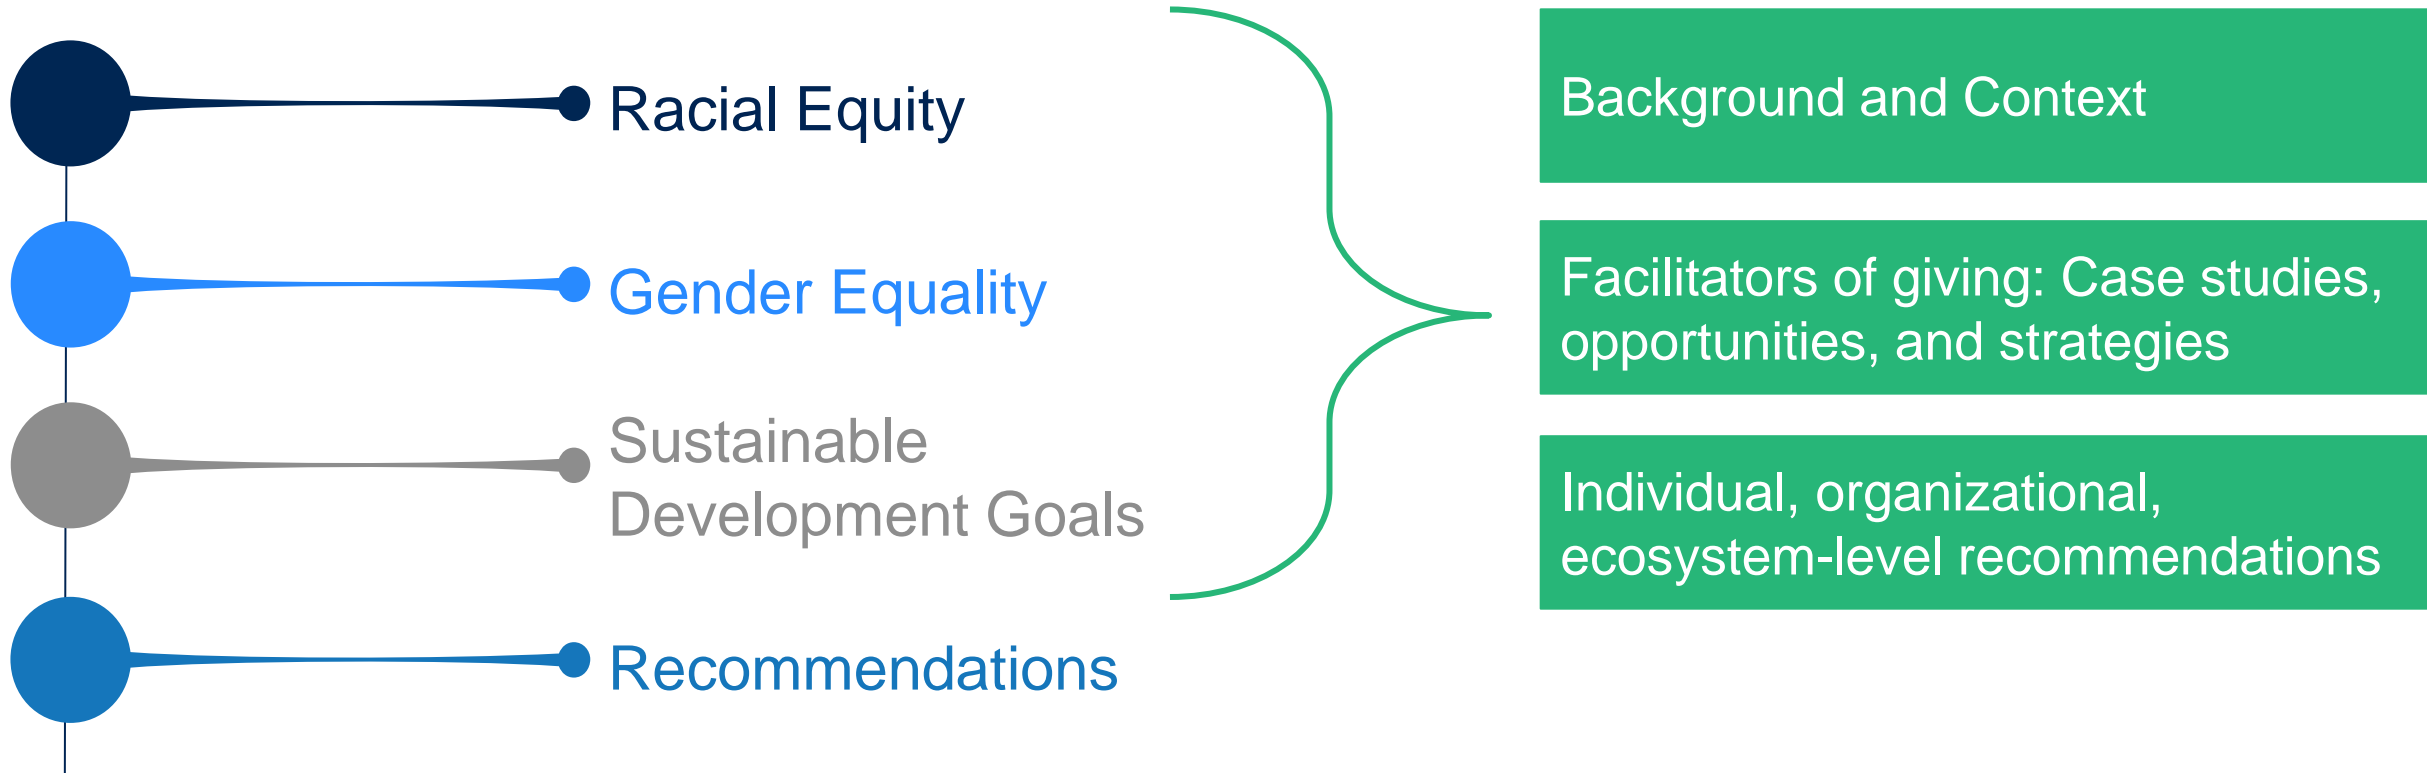 Racial Equity
Gender Equality
Sustainable
Development Goals
Recommendations
Background and Context
Facilitators of giving: Case studies,
opportunities, and strategies
Individual, organizational,
ecosystem-level recommendations